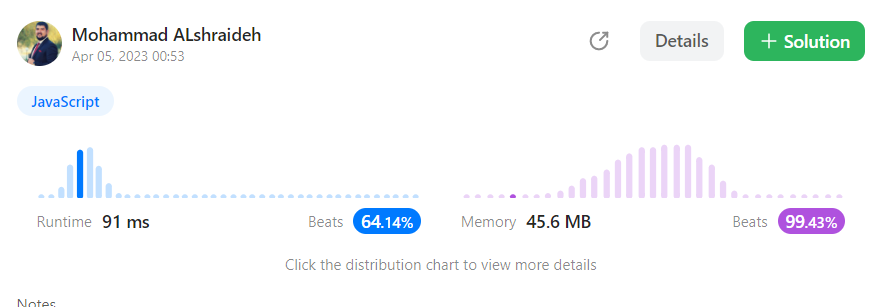 Mohammad ALshraideh
Apr 05, 2023 00:53
Details
+ Solution
JavaScript
Runtime 91 ms Beats 64.14%
Memory 45.6 MB Beats 99.43%
Click the distribution chart to view more details
Notes